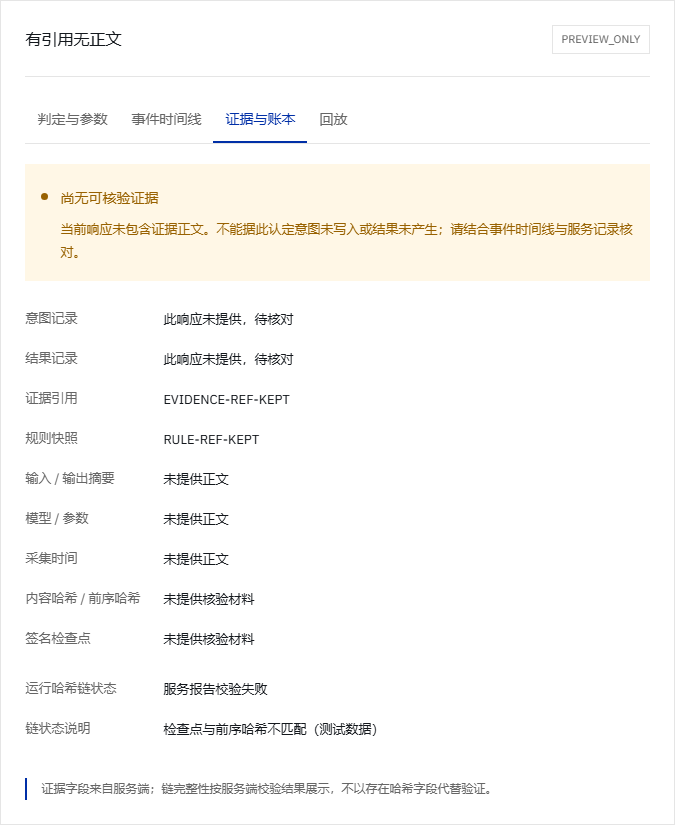 有引用无正文
PREVIEW_ONLY
判定与参数 事件时间线 证据与账本 回放
尚无可核验证据
当前响应未包含证据正文。不能据此认定意图未写入或结果未产生；请结合事件时间线与服务记录核
对。
意图记录 此响应未提供，待核对
结果记录 此响应未提供，待核对
证据引用 EVIDENCE-REF-KEPT
规则快照 RULE-REF-KEPT
输入 / 输出摘要 未提供正文
模型 / 参数 未提供正文
采集时间 未提供正文
内容哈希 / 前序哈希 未提供核验材料
签名检查点 未提供核验材料
运行哈希链状态 服务报告校验失败
链状态说明 检查点与前序哈希不匹配（测试数据）
证据字段来自服务端；链完整性按服务端校验结果展示，不以存在哈希字段代替验证。